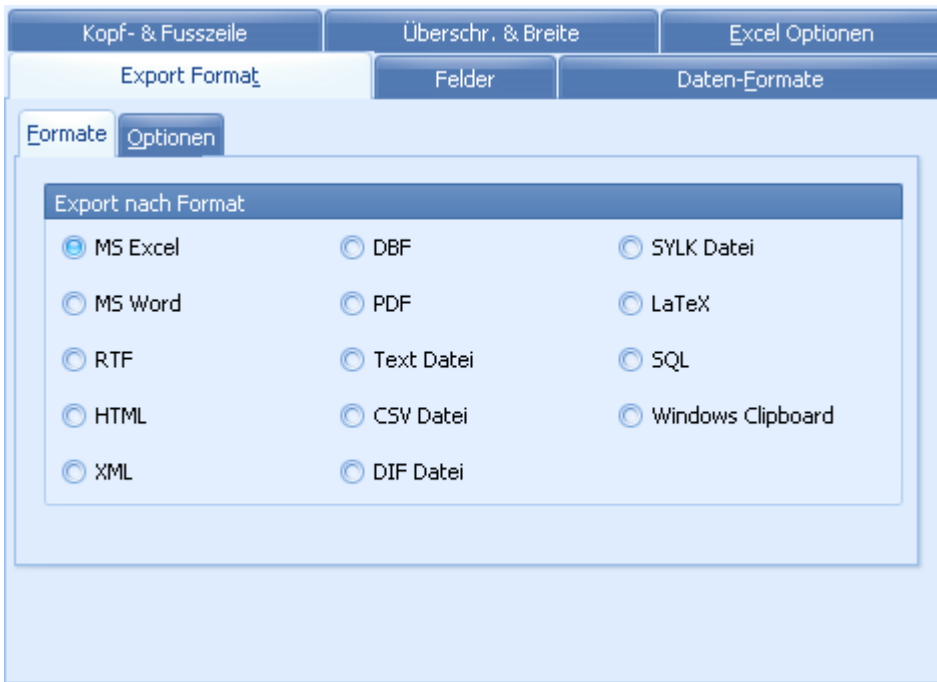 Kopf- & Fusszeile Überschr. & Breite Excel Optionen
Export Format Felder Daten-Formate
Formate Optionen
Export nach Format
MS Excel DBF SYLK Datei
MS Word PDF LaTeX
RTF Text Datei SQL
HTML CSV Datei Windows Clipboard
XML DIF Datei